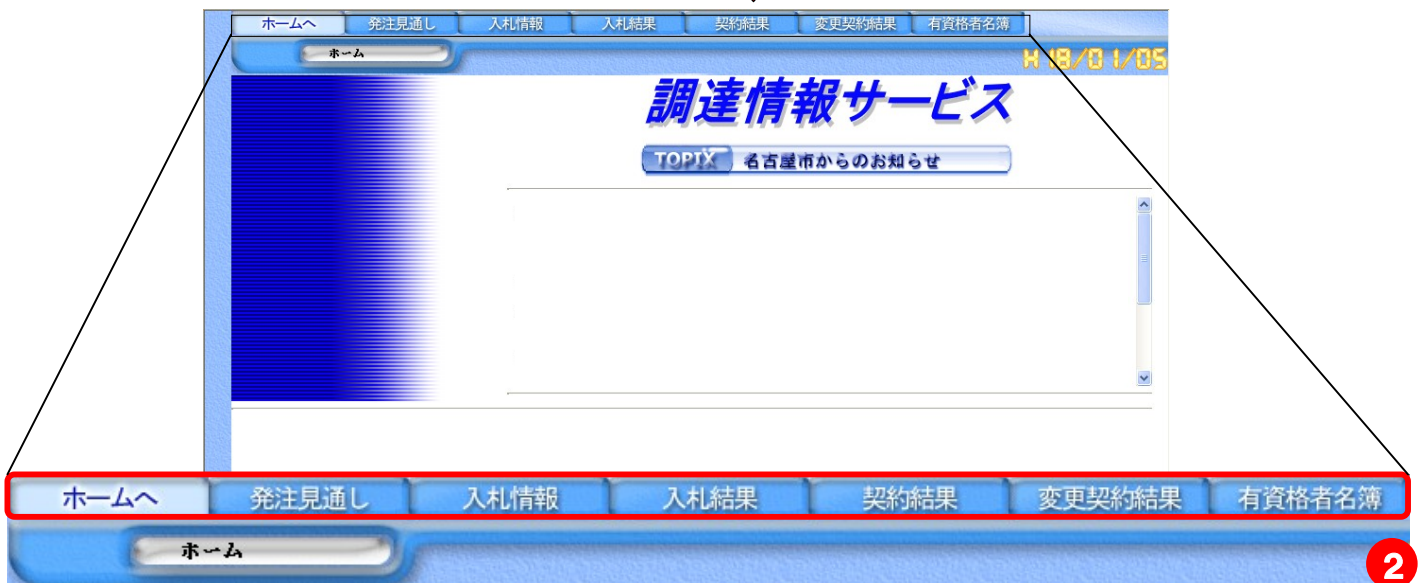 ホームへ 発注見通し 入札情報 入札結果 契約結果 変更契約結果 有資格者名簿
ホーム
H 18/01/05
調達情報サービス
TOPIX 名古屋市からのお知らせ
ホームへ 発注見通し 入札情報 入札結果 契約結果 変更契約結果 有資格者名簿
ホーム
2